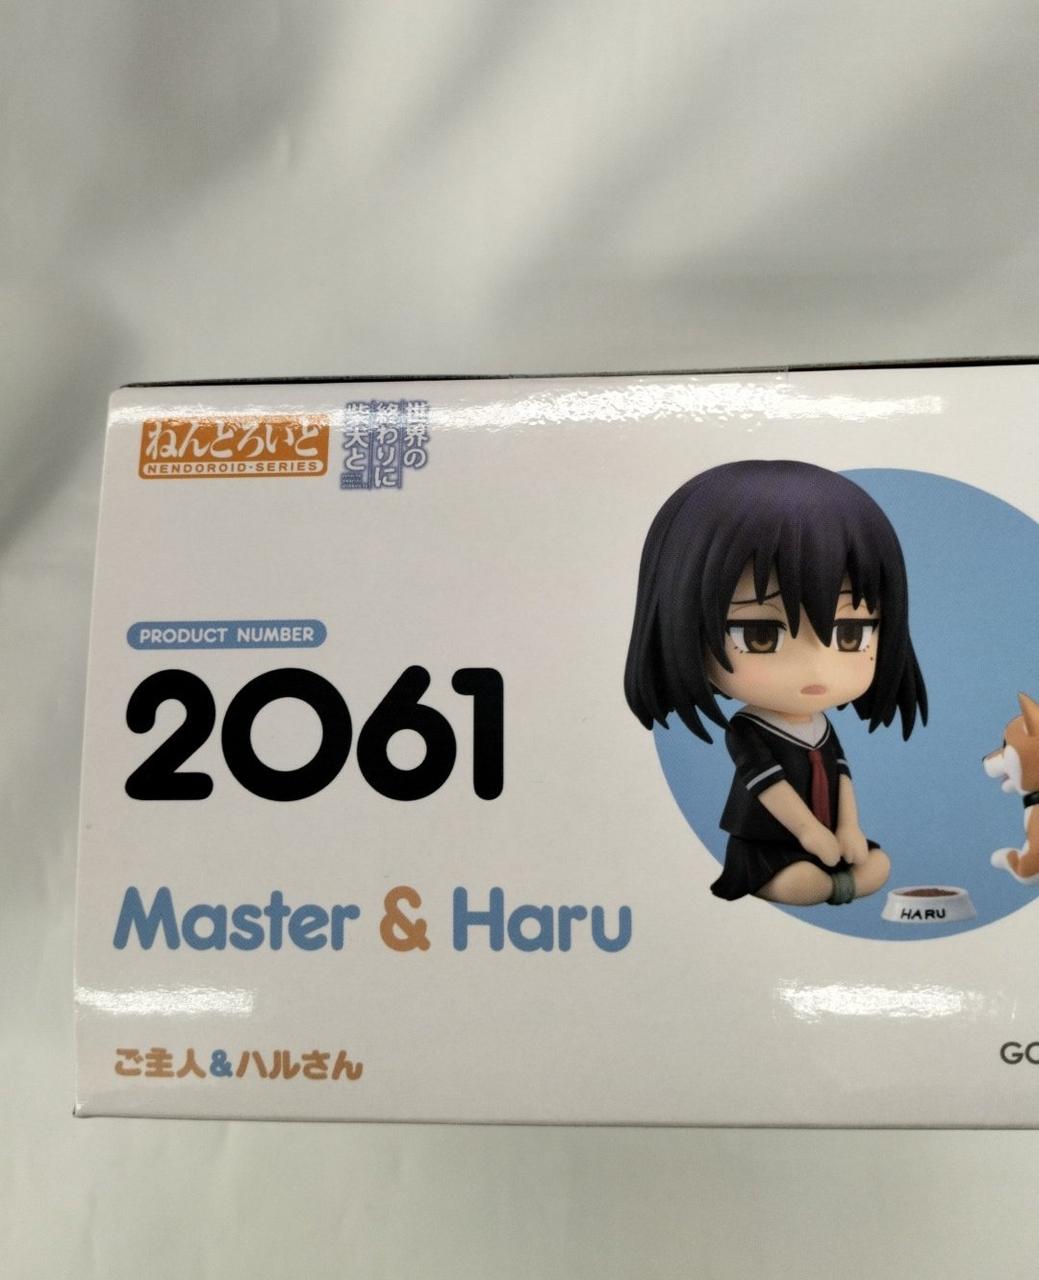 ねんどろいど
NENDOROID-SERIES
世界の
終わりに
柴犬と
PRODUCT NUMBER
2061
Master & Haru
HARU
ご主人&ハルさん
GO